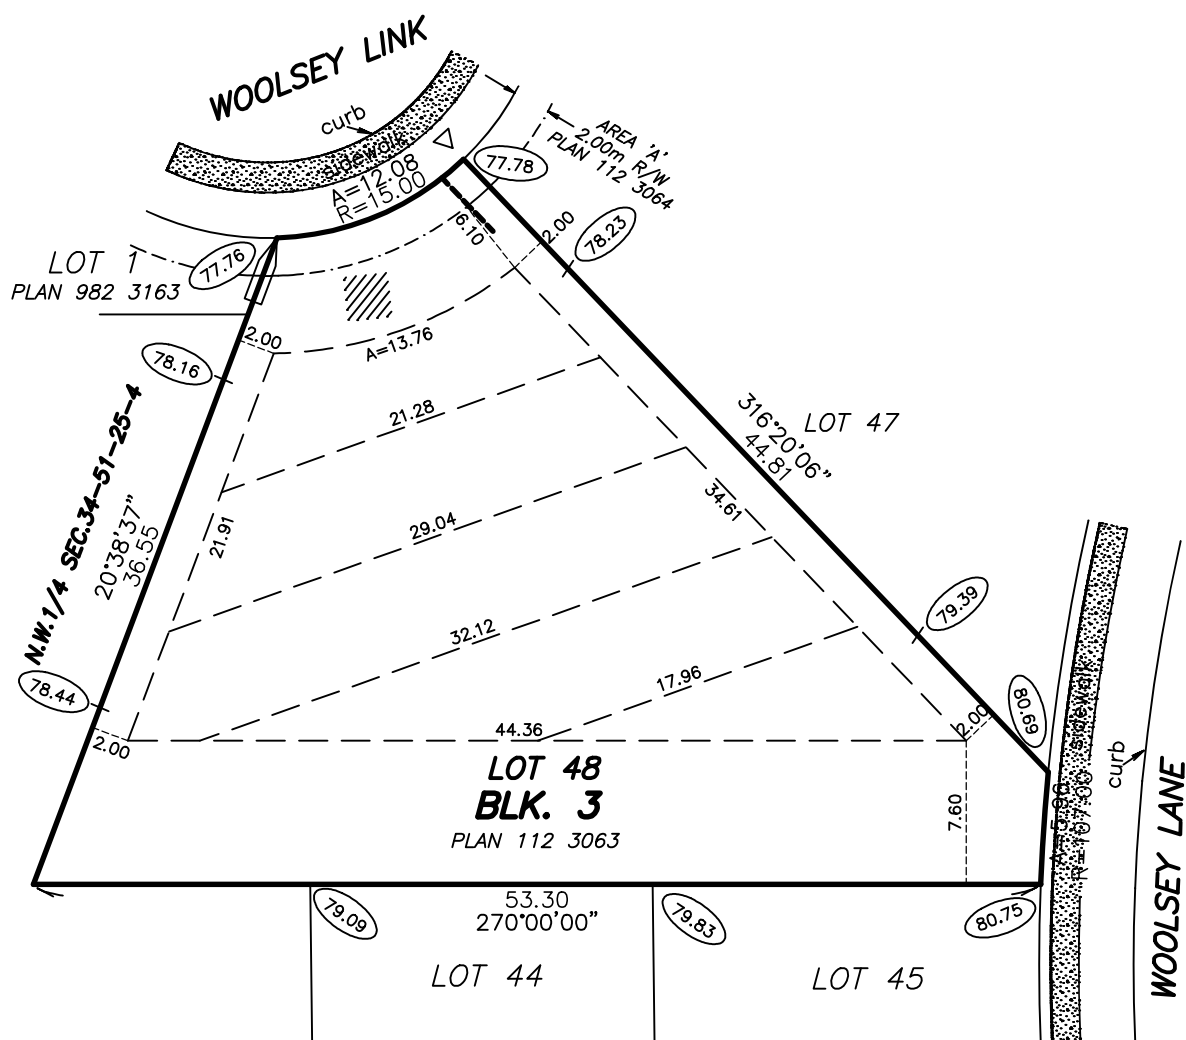 WOOLSEY LINK
curb
sidewalk
A=12.08
R=15.00
77.78
AREA 'A'
2.00m R/W
PLAN 112 3064
78.23
2.00
6.10
LOT 1
PLAN 982 3163
77.76
2.00
A=13.76
78.16
21.28
316°20'06"
44.81
LOT 47
N.W.1/4 SEC.34-51-25-4
20°38'37"
36.55
21.91
29.04
34.61
32.12
79.39
17.96
78.44
2.00
44.36
2.00
80.69
sidewalk
curb
LOT 48
BLK. 3
PLAN 112 3063
7.60
A=5.90
R=107.00
WOOLSEY LANE
79.09
53.30
270°00'00"
79.83
80.75
LOT 44
LOT 45